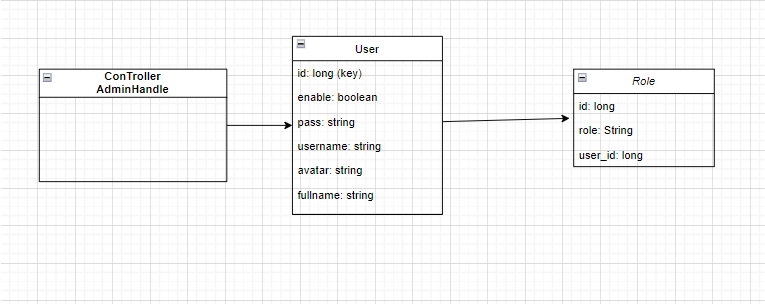 ConTroller
AdminHandle
User
id: long (key)
enable: boolean
pass: string
username: string
avatar: string
fullname: string
Role
id: long
role: String
user_id: long